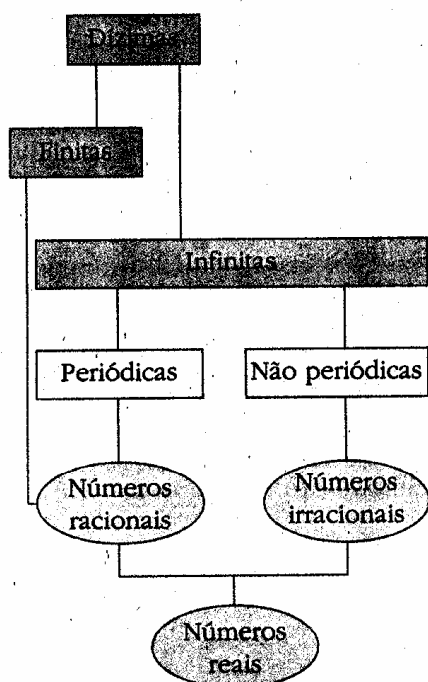 Dízimas
Finitas
Infinitas
Periódicas
Não periódicas
Números
racionais
Números
irracionais
Números
reais